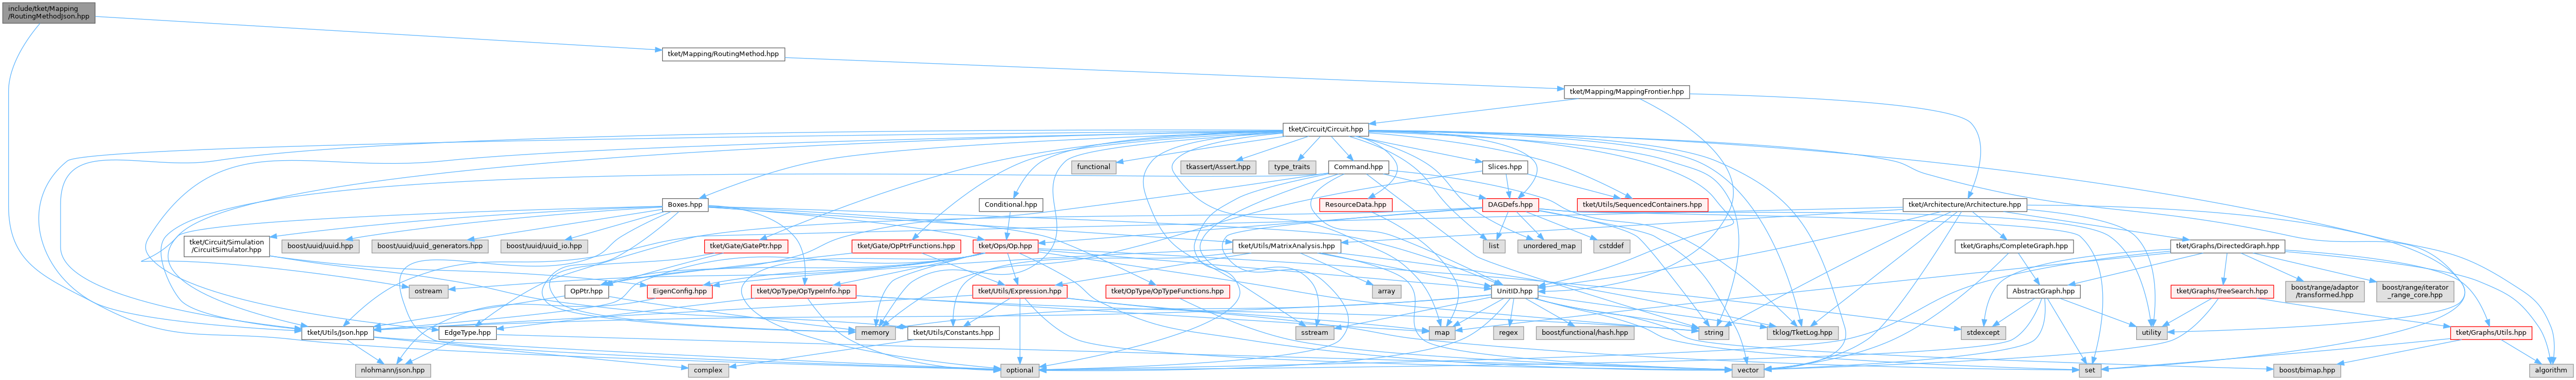 include/tket/Mapping
/RoutingMethodJson.hpp
tket/Mapping/RoutingMethod.hpp
tket/Mapping/MappingFrontier.hpp
tket/Circuit/Circuit.hpp
functional
tkassert/Assert.hpp
type_traits
Command.hpp
Slices.hpp
Boxes.hpp
Conditional.hpp
ResourceData.hpp
DAGDefs.hpp
tket/Utils/SequencedContainers.hpp
tket/Architecture/Architecture.hpp
tket/Circuit/Simulation
/CircuitSimulator.hpp
boost/uuid/uuid.hpp
boost/uuid/uuid_generators.hpp
boost/uuid/uuid_io.hpp
tket/Gate/GatePtr.hpp
tket/Gate/OpPtrFunctions.hpp
tket/Ops/Op.hpp
tket/Utils/MatrixAnalysis.hpp
list
unordered_map
cstddef
tket/Graphs/CompleteGraph.hpp
tket/Graphs/DirectedGraph.hpp
ostream
OpPtr.hpp
EigenConfig.hpp
tket/OpType/OpTypeInfo.hpp
tket/Utils/Expression.hpp
tket/OpType/OpTypeFunctions.hpp
array
UnitID.hpp
AbstractGraph.hpp
tket/Graphs/TreeSearch.hpp
boost/range/adaptor
/transformed.hpp
boost/range/iterator
_range_core.hpp
tket/Utils/Json.hpp
EdgeType.hpp
memory
tket/Utils/Constants.hpp
sstream
map
regex
boost/functional/hash.hpp
string
tklog/TketLog.hpp
stdexcept
utility
tket/Graphs/Utils.hpp
nlohmann/json.hpp
complex
optional
vector
set
boost/bimap.hpp
algorithm